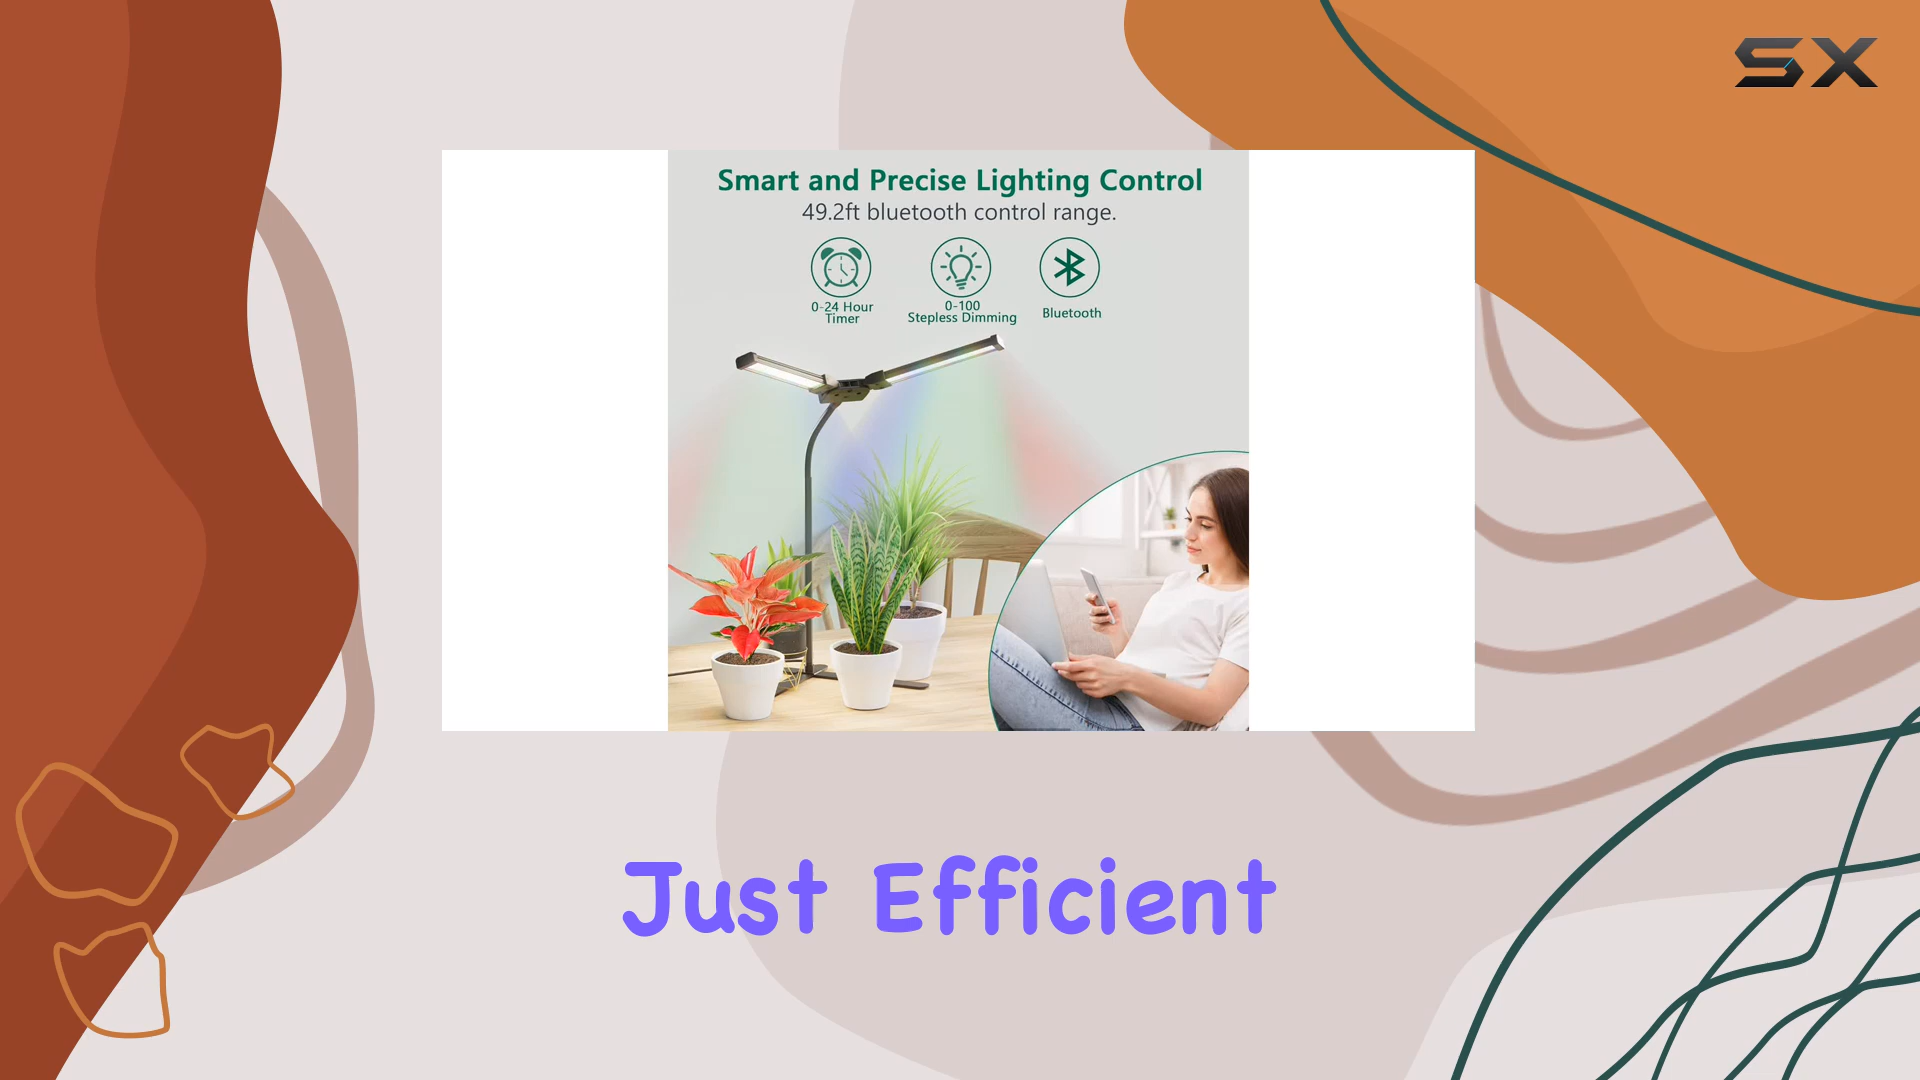 SX
Smart and Precise Lighting Control
49.2ft bluetooth control range.
0-24 Hour
Timer
0-100
Stepless Dimming
Bluetooth
Just Efficient